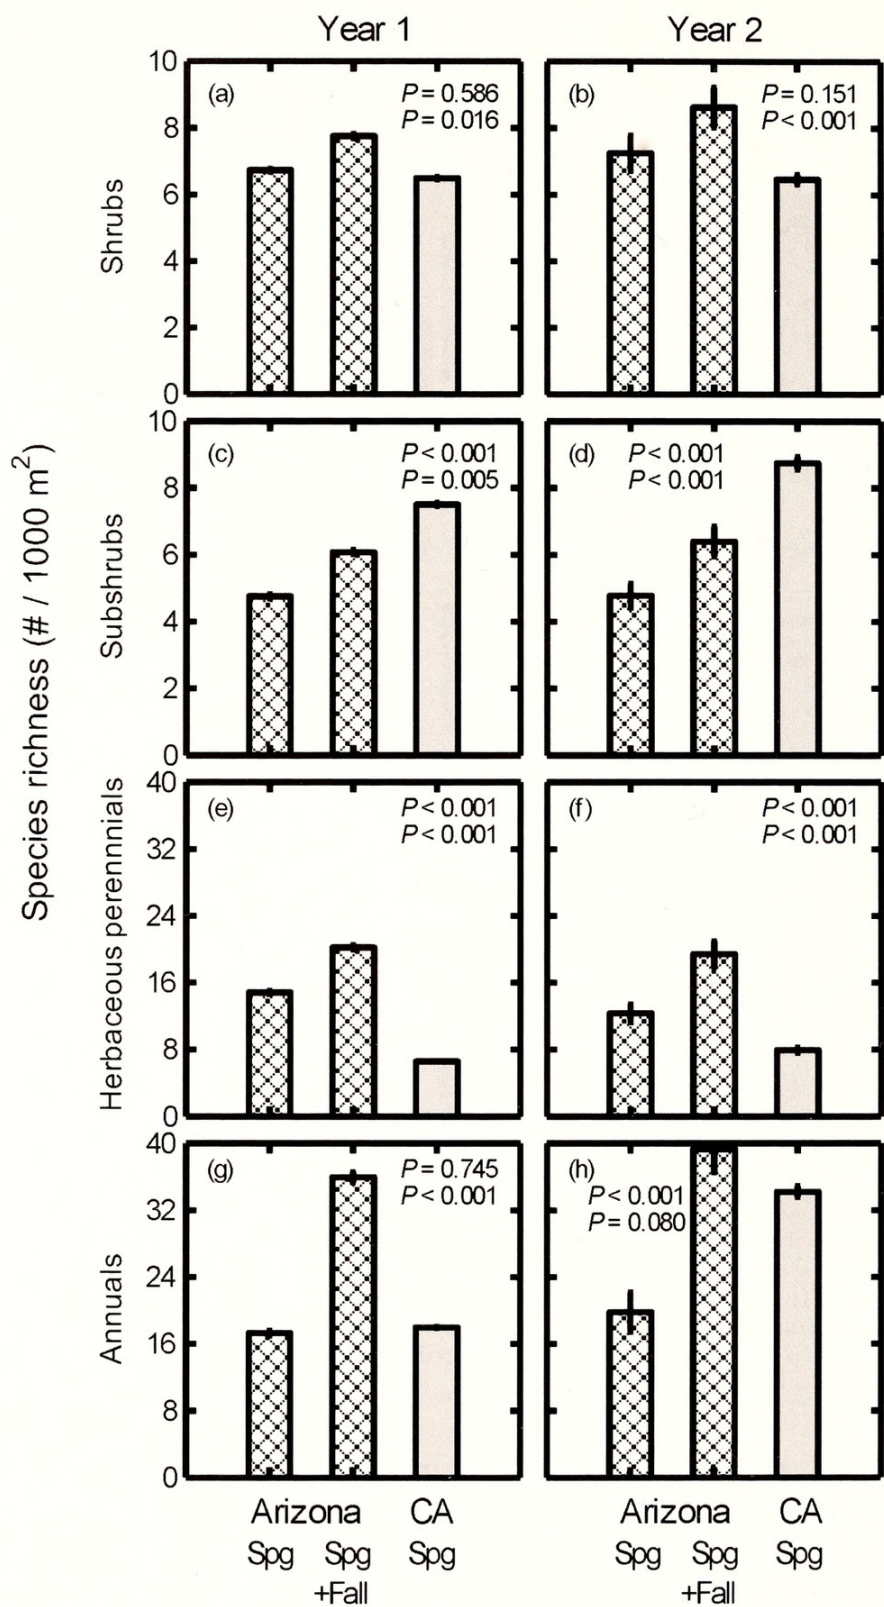 Year 1
Year 2
Species richness (# / 1000 m²)
Shrubs
10
8
6
4
2
0
(a)
P = 0.586
P = 0.016
(b)
P = 0.151
P < 0.001
Subshrubs
10
8
6
4
2
0
(c)
P < 0.001
P = 0.005
(d)
P < 0.001
P < 0.001
Herbaceous perennnials
40
32
24
16
8
0
(e)
P < 0.001
P < 0.001
(f)
P < 0.001
P < 0.001
Annuals
40
32
24
16
8
0
(g)
P = 0.745
P < 0.001
(h)
P < 0.001
P = 0.080
Arizona CA
Spg Spg Spg
+Fall
Arizona CA
Spg Spg Spg
+Fall